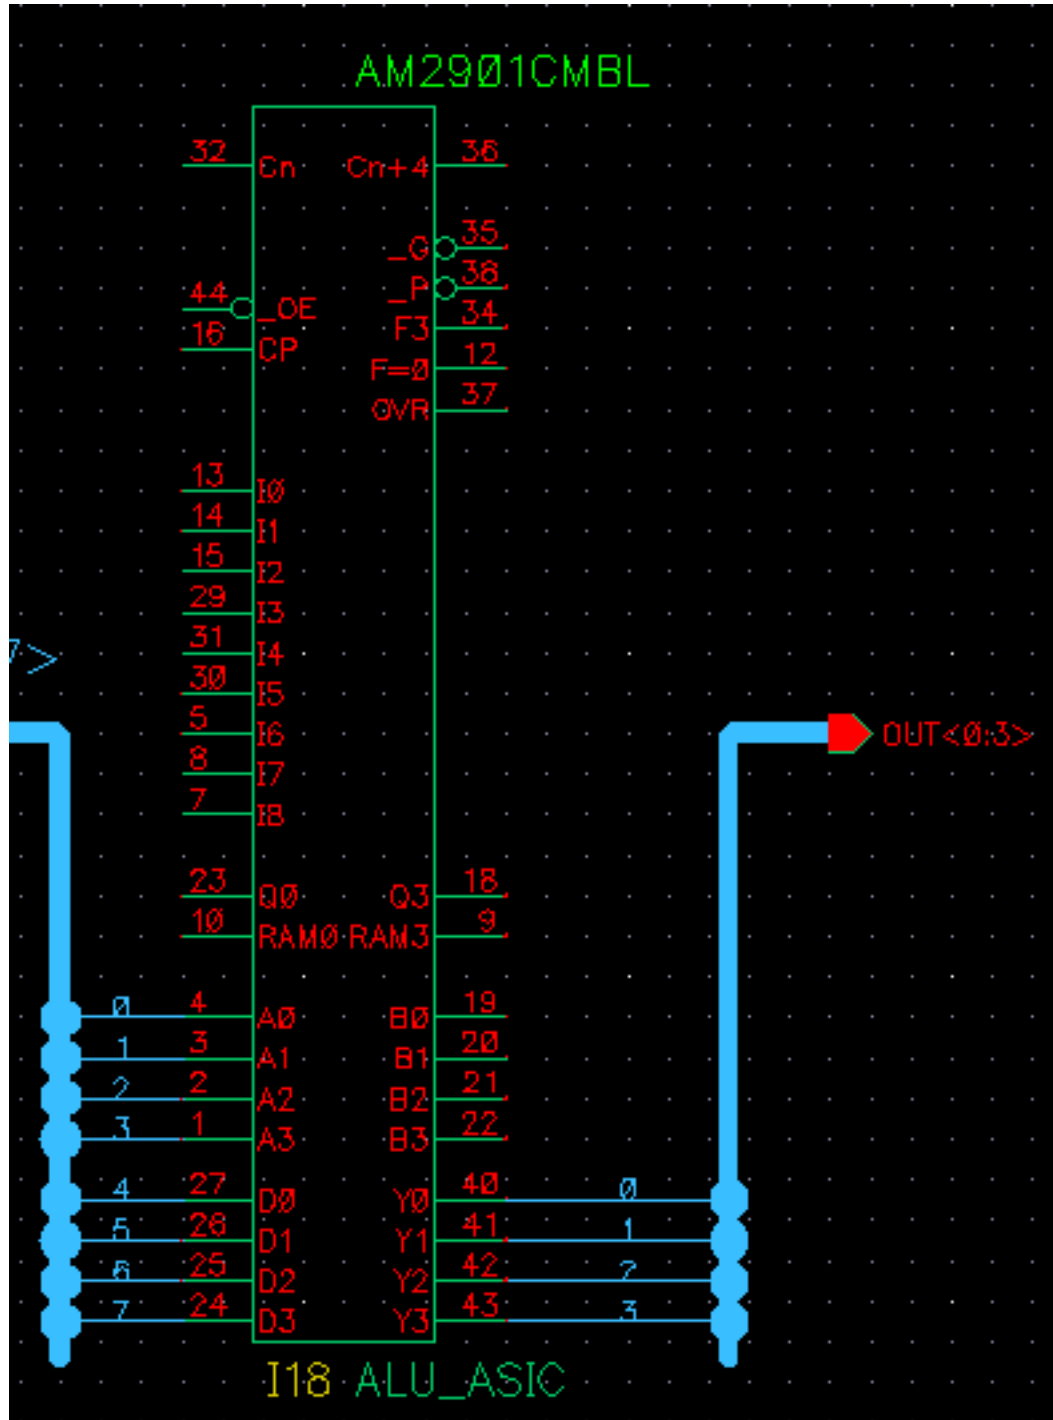 AM2901CMBL
32 Cn Cn+4 36
_G 35
_P 38
44 _OE
F3 34
16 CP
F=0 12
OVR 37
13 I0
14 I1
15 I2
29 I3
31 I4
7>
30 I5
5 I6
OUT<0:3>
8 I7
7 I8
23 Q0 Q3 18
10 RAM0 RAM3 9
0 4 A0 B0 19
1 3 A1 B1 20
2 2 A2 B2 21
3 1 A3 B3 22
4 27 D0 Y0 40 0
5 26 D1 Y1 41 1
6 25 D2 Y2 42 2
7 24 D3 Y3 43 3
I18 ALU_ASIC